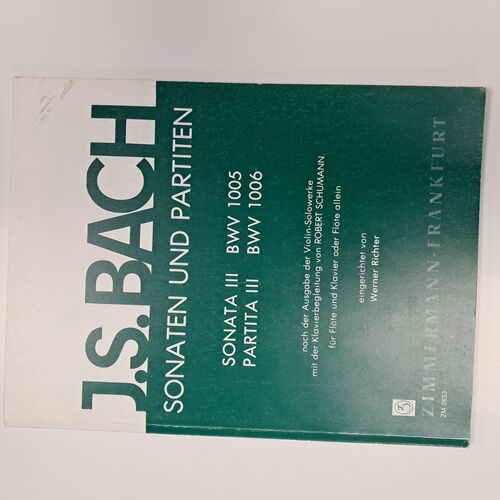 J.S.BACH
SONATEN UND PARTITEN
SONATA III BWV 1005
PARTITA III BWV 1006
nach der Ausgabe der Violin-Solowerke
mit der Klavierbegleitung von ROBERT SCHUMANN
für Flöte und Klavier oder Flöte allein
eingerichtet von
Werner Richter
ZIMMERMANN · FRANKFURT
ZM 2853